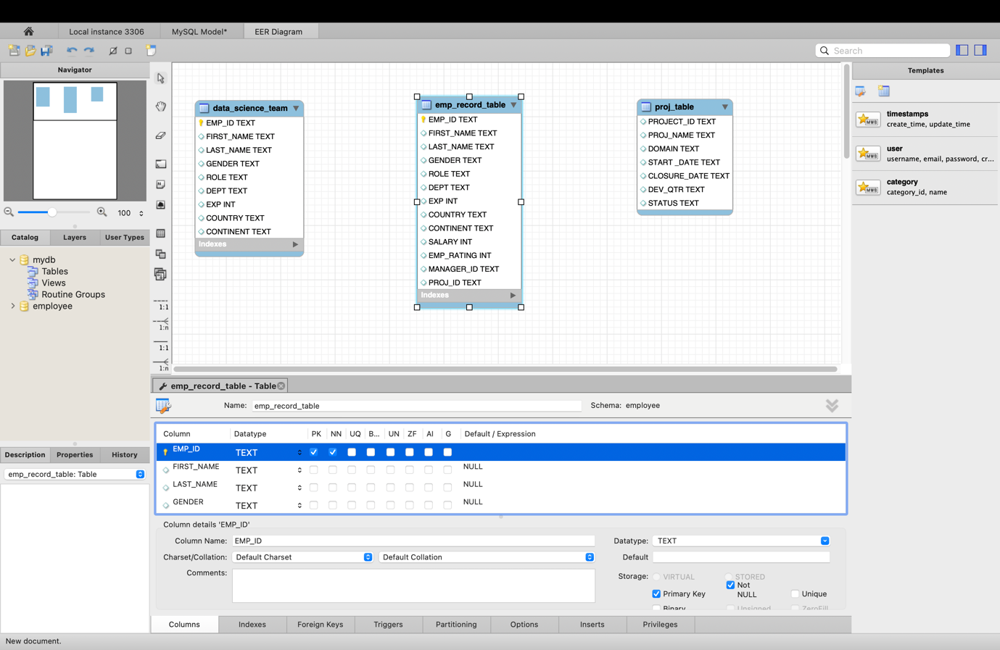 Local instance 3306
MySQL Model*
EER Diagram
Search
Navigator
100
Catalog
Layers
User Types
mydb
Tables
Views
Routine Groups
employee
Description
Properties
History
emp_record_table: Table
New document.
data_science_team
EMP_ID TEXT
FIRST_NAME TEXT
LAST_NAME TEXT
GENDER TEXT
ROLE TEXT
DEPT TEXT
EXP INT
COUNTRY TEXT
CONTINENT TEXT
Indexes
emp_record_table
EMP_ID TEXT
FIRST_NAME TEXT
LAST_NAME TEXT
GENDER TEXT
ROLE TEXT
DEPT TEXT
EXP INT
COUNTRY TEXT
CONTINENT TEXT
SALARY INT
EMP_RATING INT
MANAGER_ID TEXT
PROJ_ID TEXT
Indexes
proj_table
PROJECT_ID TEXT
PROJ_NAME TEXT
DOMAIN TEXT
START _DATE TEXT
CLOSURE_DATE TEXT
DEV_QTR TEXT
STATUS TEXT
1:1
1:n
1:1
1:n
Templates
MWB
timestamps
create_time, update_time
MWB
user
username, email, password, cr...
MWB
category
category_id, name
emp_record_table - Table
Name: emp_record_table Schema: employee
Column Datatype PK NN UQ B... UN ZF AI G Default / Expression
EMP_ID TEXT
FIRST_NAME TEXT NULL
LAST_NAME TEXT NULL
GENDER TEXT NULL
Column details 'EMP_ID'
Column Name: EMP_ID
Charset/Collation: Default Charset Default Collation
Comments:
Datatype: TEXT
Default
Storage: VIRTUAL STORED
Primary Key Not NULL Unique
Binary Unsigned ZeroFill
Columns Indexes Foreign Keys Triggers Partitioning Options Inserts Privileges